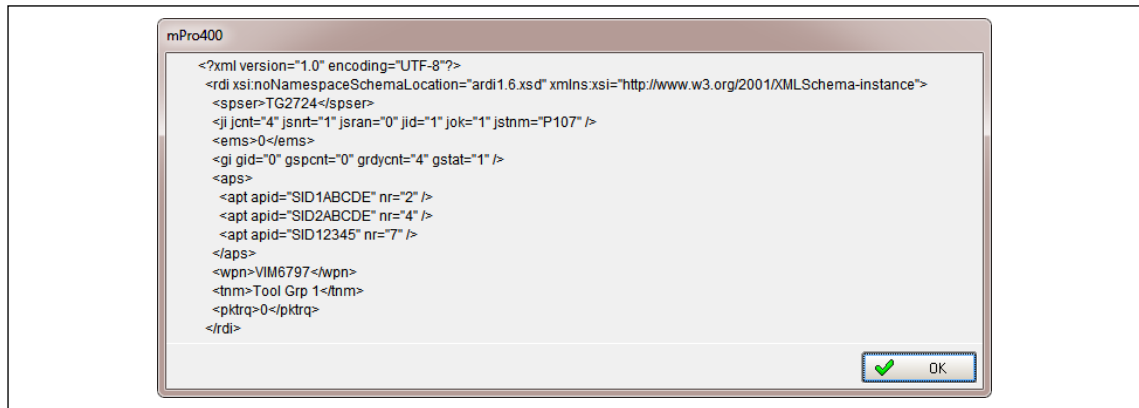 mPro400
<?xml version="1.0" encoding="UTF-8"?>
<rdi xsi:noNamespaceSchemaLocation="ardi1.6.xsd" xmlns:xsi="http://www.w3.org/2001/XMLSchema-instance">
<spser>TG2724</spser>
<ji jcnt="4" jsnrt="1" jsran="0" jid="1" jok="1" jstnm="P107" />
<ems>0</ems>
<gi gid="0" gspcnt="0" grdycnt="4" gstat="1" />
<aps>
<apt apid="SID1ABCDE" nr="2" />
<apt apid="SID2ABCDE" nr="4" />
<apt apid="SID12345" nr="7" />
</aps>
<wpn>VIM6797</wpn>
<tnm>Tool Grp 1</tnm>
<pktrq>0</pktrq>
</rdi>
OK